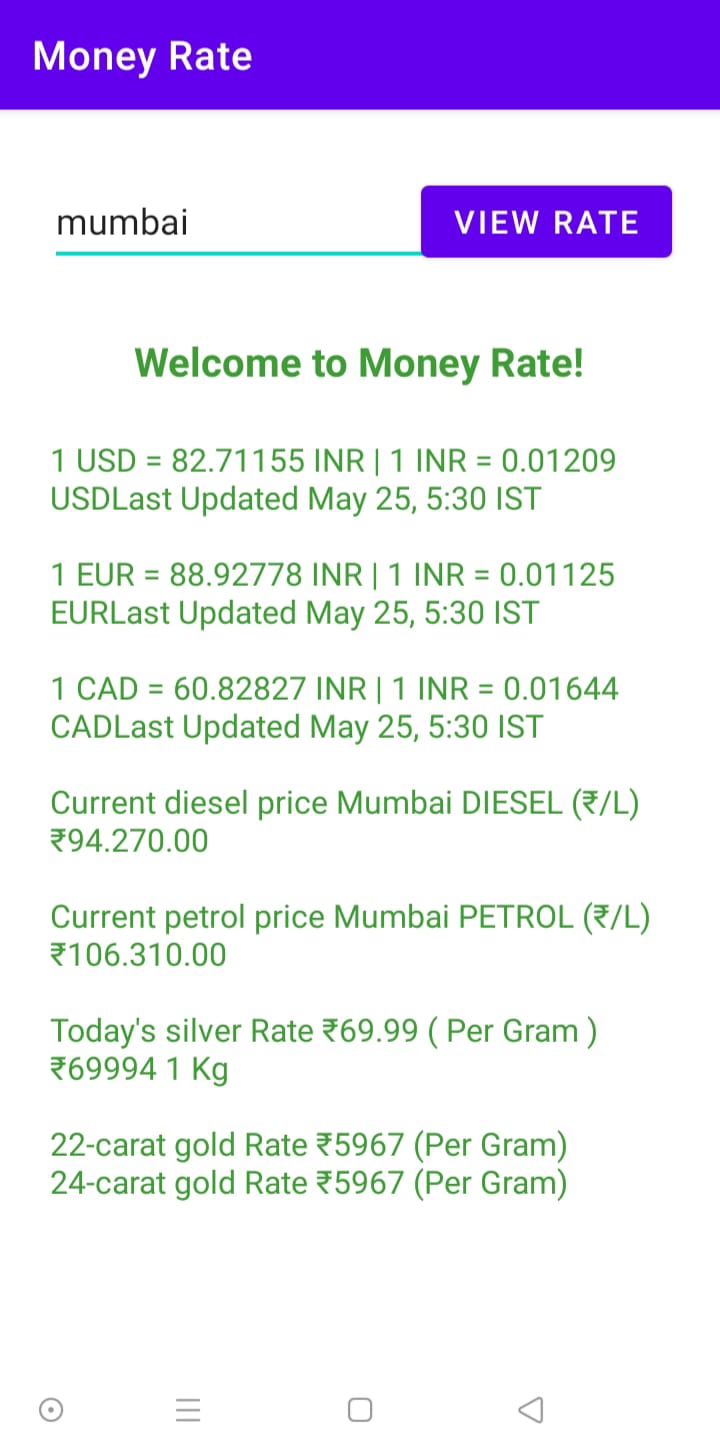 Money Rate
mumbai
VIEW RATE
Welcome to Money Rate!
1 USD = 82.71155 INR | 1 INR = 0.01209
USDLast Updated May 25, 5:30 IST
1 EUR = 88.92778 INR | 1 INR = 0.01125
EURLast Updated May 25, 5:30 IST
1 CAD = 60.82827 INR | 1 INR = 0.01644
CADLast Updated May 25, 5:30 IST
Current diesel price Mumbai DIESEL (₹/L)
₹94.270.00
Current petrol price Mumbai PETROL (₹/L)
₹106.310.00
Today's silver Rate ₹69.99 ( Per Gram )
₹69994 1 Kg
22-carat gold Rate ₹5967 (Per Gram)
24-carat gold Rate ₹5967 (Per Gram)